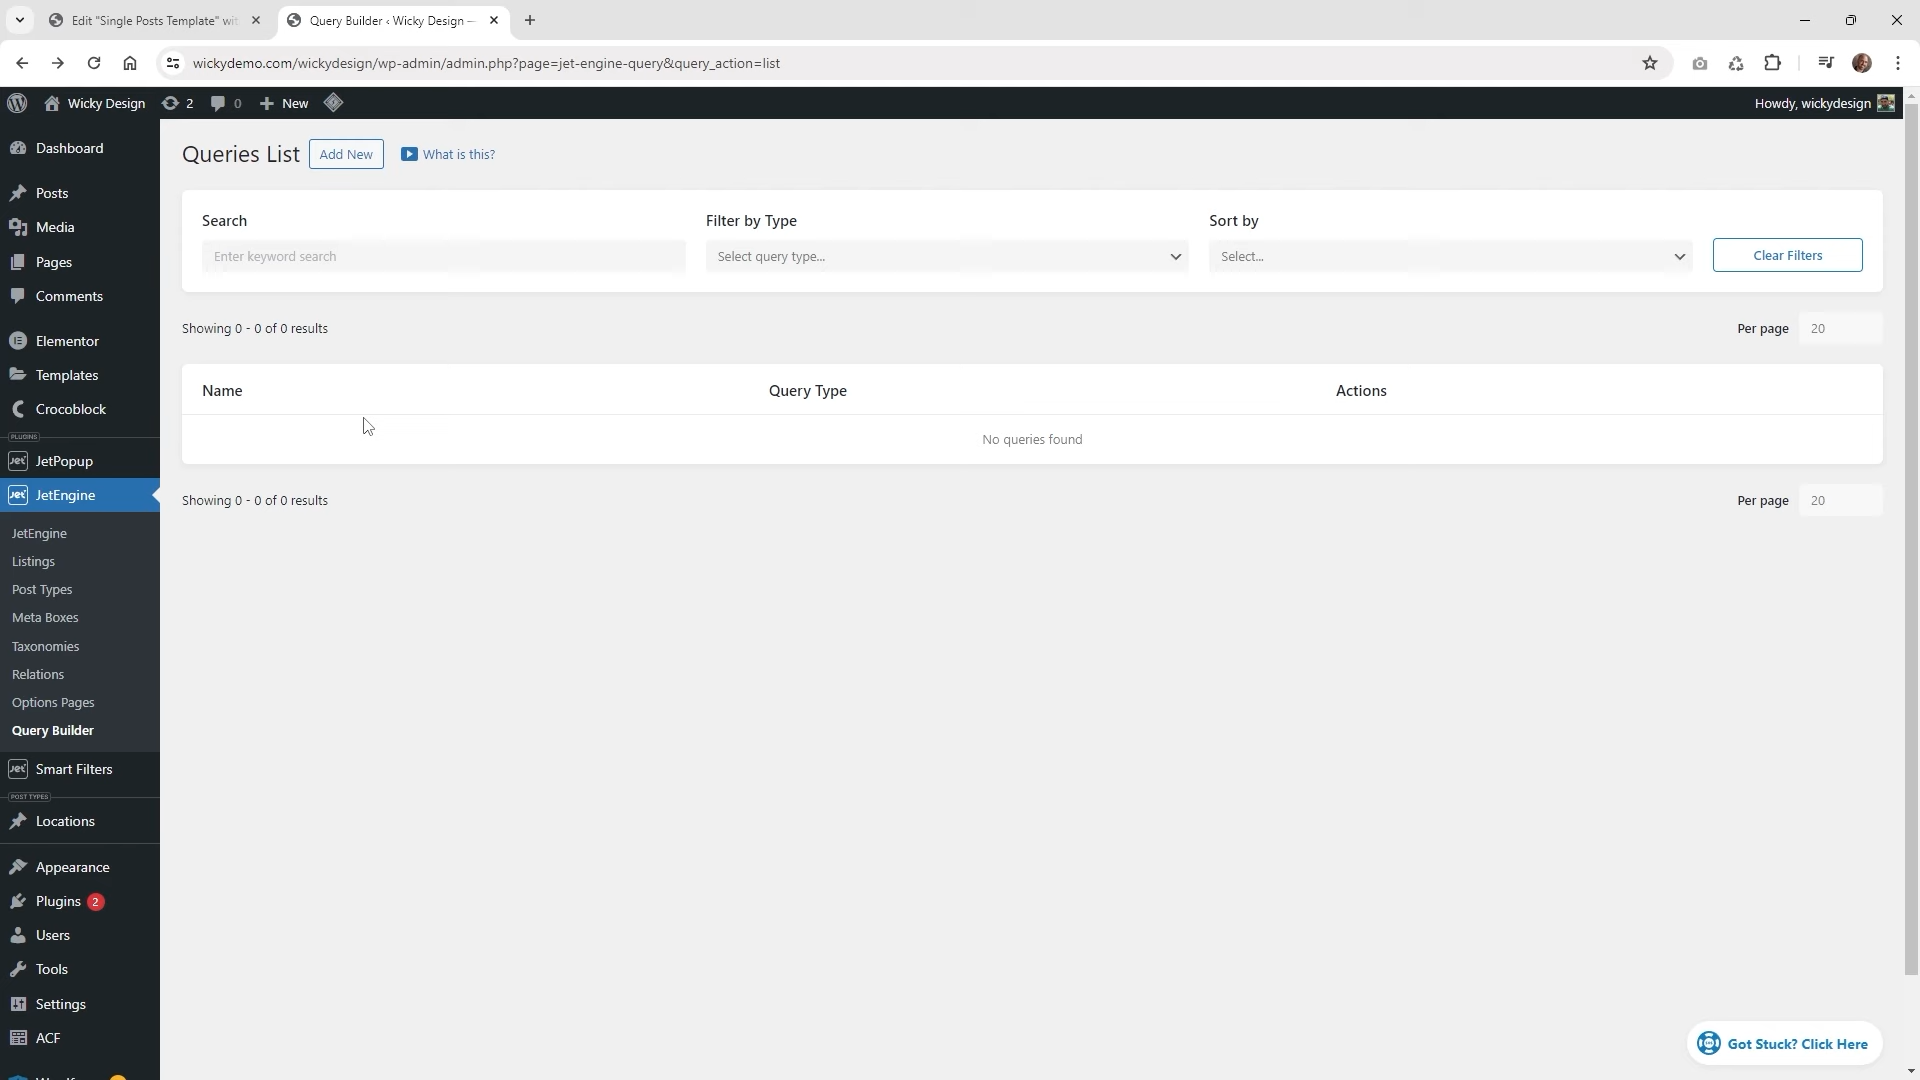 Edit "Single Posts Template" wit
Query Builder ‹ Wicky Design —
wickydemo.com/wickydesign/wp-admin/admin.php?page=jet-engine-query&query_action=list
Wicky Design
2
0
New
Howdy, wickydesign
Dashboard
Posts
Media
Pages
Comments
Elementor
Templates
Crocoblock
PLUGINS
JetPopup
JetEngine
JetEngine
Listings
Post Types
Meta Boxes
Taxonomies
Relations
Options Pages
Query Builder
Smart Filters
POST TYPES
Locations
Appearance
Plugins 2
Users
Tools
Settings
ACF
Queries List
Add New
What is this?
Search
Filter by Type
Sort by
Enter keyword search
Select query type...
Select...
Clear Filters
Showing 0 - 0 of 0 results
Per page 20
Name
Query Type
Actions
No queries found
Showing 0 - 0 of 0 results
Per page 20
Got Stuck? Click Here